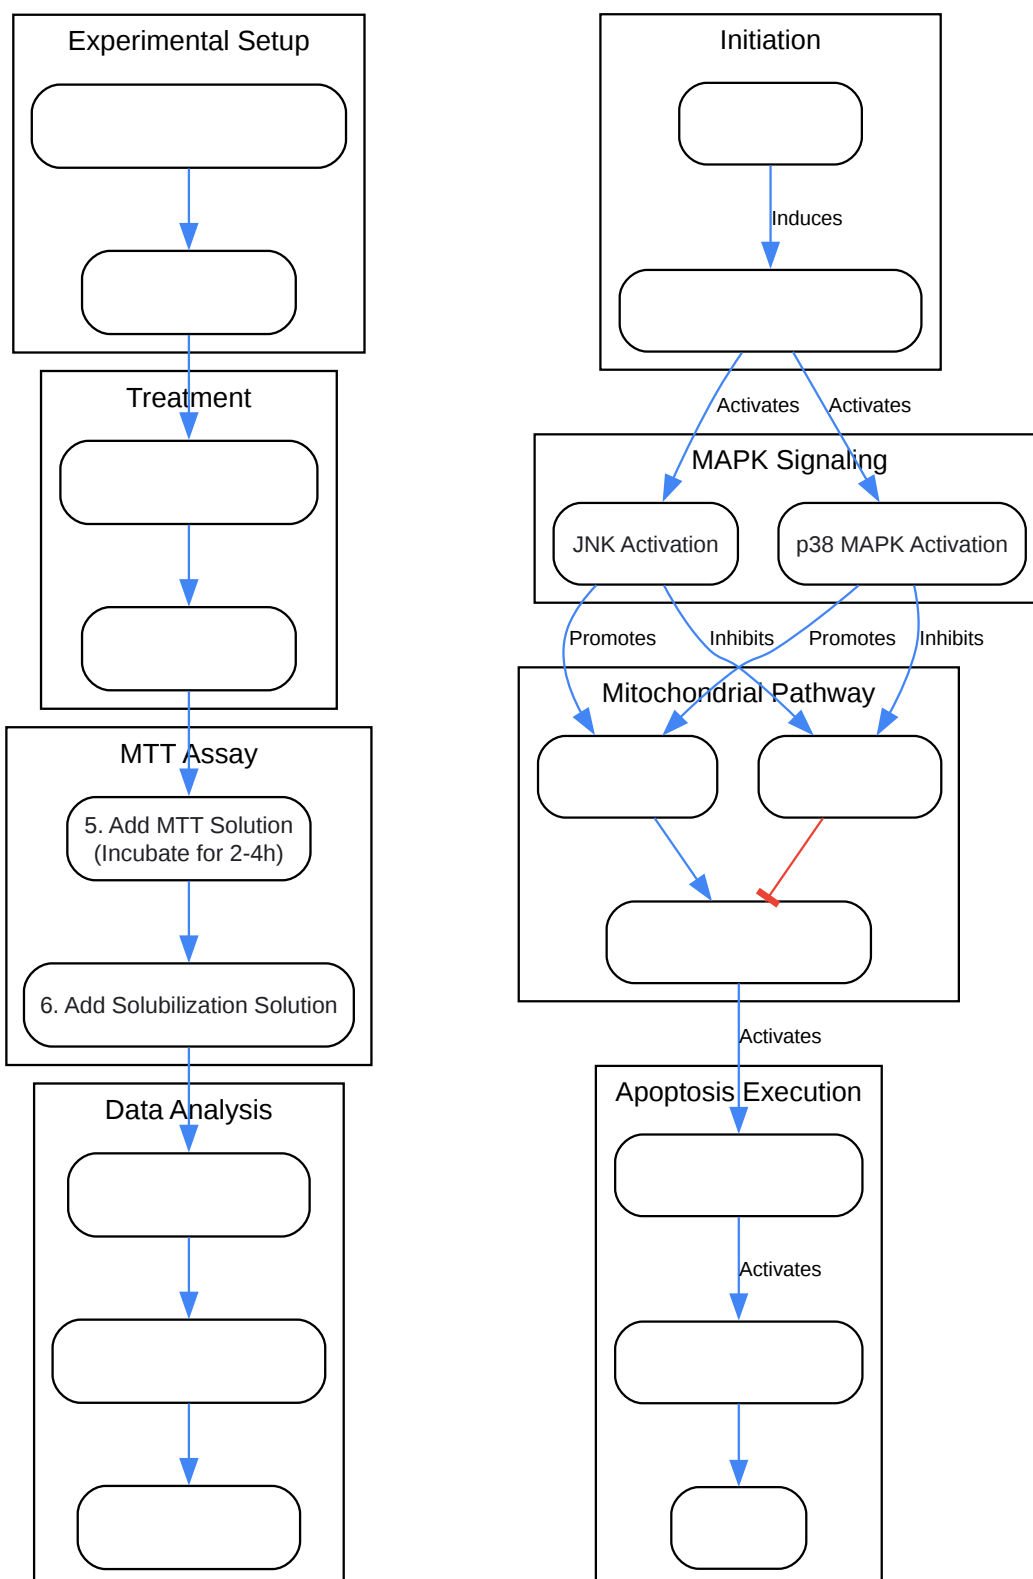 Experimental Setup
Treatment
MTT Assay
5. Add MTT Solution
(Incubate for 2-4h)
6. Add Solubilization Solution
Data Analysis
Initiation
Induces
Activates
Activates
MAPK Signaling
JNK Activation
p38 MAPK Activation
Promotes
Inhibits
Promotes
Inhibits
Mitochondrial Pathway
Activates
Apoptosis Execution
Activates